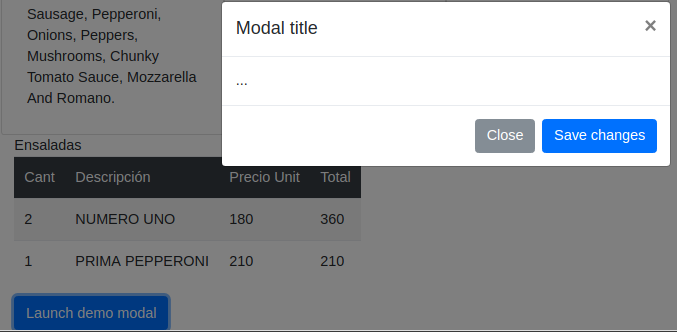 Sausage, Pepperoni,
Onions, Peppers,
Mushrooms, Chunky
Tomato Sauce, Mozzarella
And Romano.
Modal title ×
...
Close Save changes
Ensaladas
Cant Descripción Precio Unit Total
2 NUMERO UNO 180 360
1 PRIMA PEPPERONI 210 210
Launch demo modal